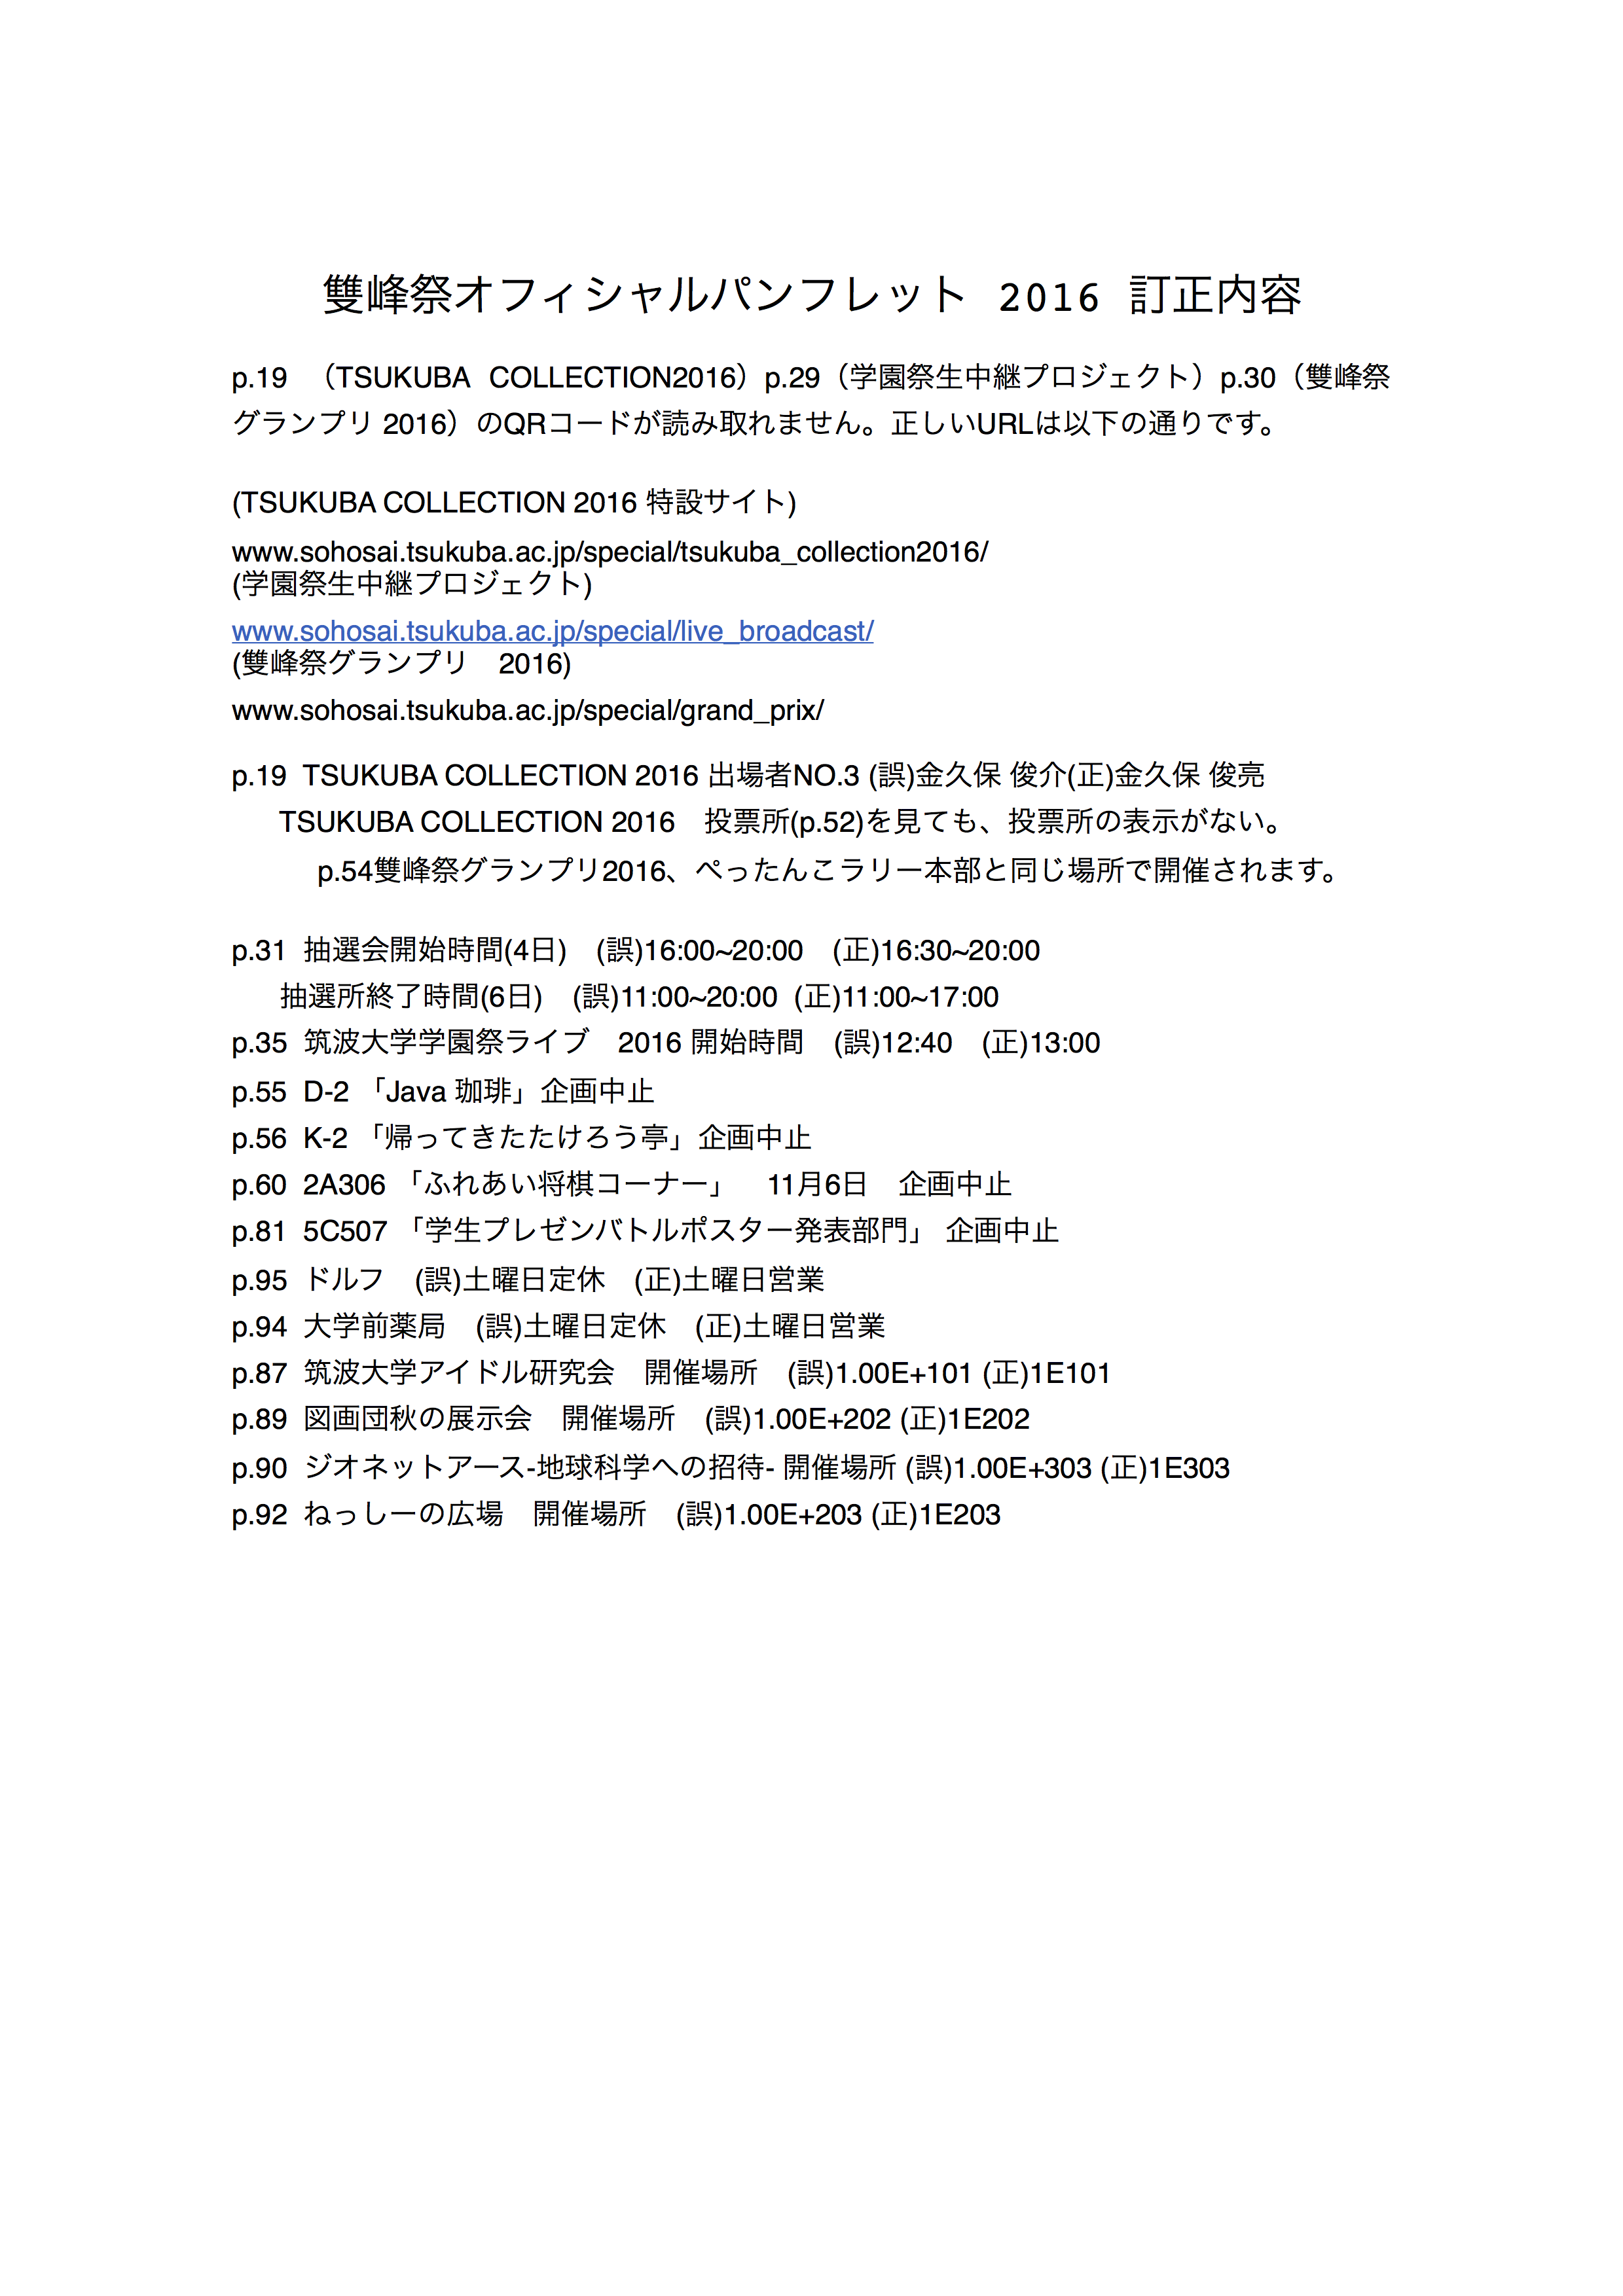 雙峰祭オフィシャルパンフレット 2016 訂正内容
p.19 （TSUKUBA COLLECTION2016）p.29（学園祭生中継プロジェクト）p.30（雙峰祭
グランプリ 2016）のQRコードが読み取れません。正しいURLは以下の通りです。
(TSUKUBA COLLECTION 2016 特設サイト)
www.sohosai.tsukuba.ac.jp/special/tsukuba_collection2016/
(学園祭生中継プロジェクト)
www.sohosai.tsukuba.ac.jp/special/live_broadcast/
(雙峰祭グランプリ　2016)
www.sohosai.tsukuba.ac.jp/special/grand_prix/
p.19 TSUKUBA COLLECTION 2016 出場者NO.3 (誤)金久保 俊介(正)金久保 俊亮
TSUKUBA COLLECTION 2016　投票所(p.52)を見ても、投票所の表示がない。
p.54雙峰祭グランプリ2016、ぺったんこラリー本部と同じ場所で開催されます。
p.31 抽選会開始時間(4日)　(誤)16:00~20:00　(正)16:30~20:00
抽選所終了時間(6日)　(誤)11:00~20:00 (正)11:00~17:00
p.35 筑波大学学園祭ライブ　2016 開始時間　(誤)12:40　(正)13:00
p.55 D-2 「Java 珈琲」企画中止
p.56 K-2 「帰ってきたたけろう亭」企画中止
p.60 2A306 「ふれあい将棋コーナー」　11月6日　企画中止
p.81 5C507 「学生プレゼンバトルポスター発表部門」 企画中止
p.95 ドルフ　(誤)土曜日定休　(正)土曜日営業
p.94 大学前薬局　(誤)土曜日定休　(正)土曜日営業
p.87 筑波大学アイドル研究会　開催場所　(誤)1.00E+101 (正)1E101
p.89 図画団秋の展示会　開催場所　(誤)1.00E+202 (正)1E202
p.90 ジオネットアース-地球科学への招待- 開催場所 (誤)1.00E+303 (正)1E303
p.92 ねっしーの広場　開催場所　(誤)1.00E+203 (正)1E203